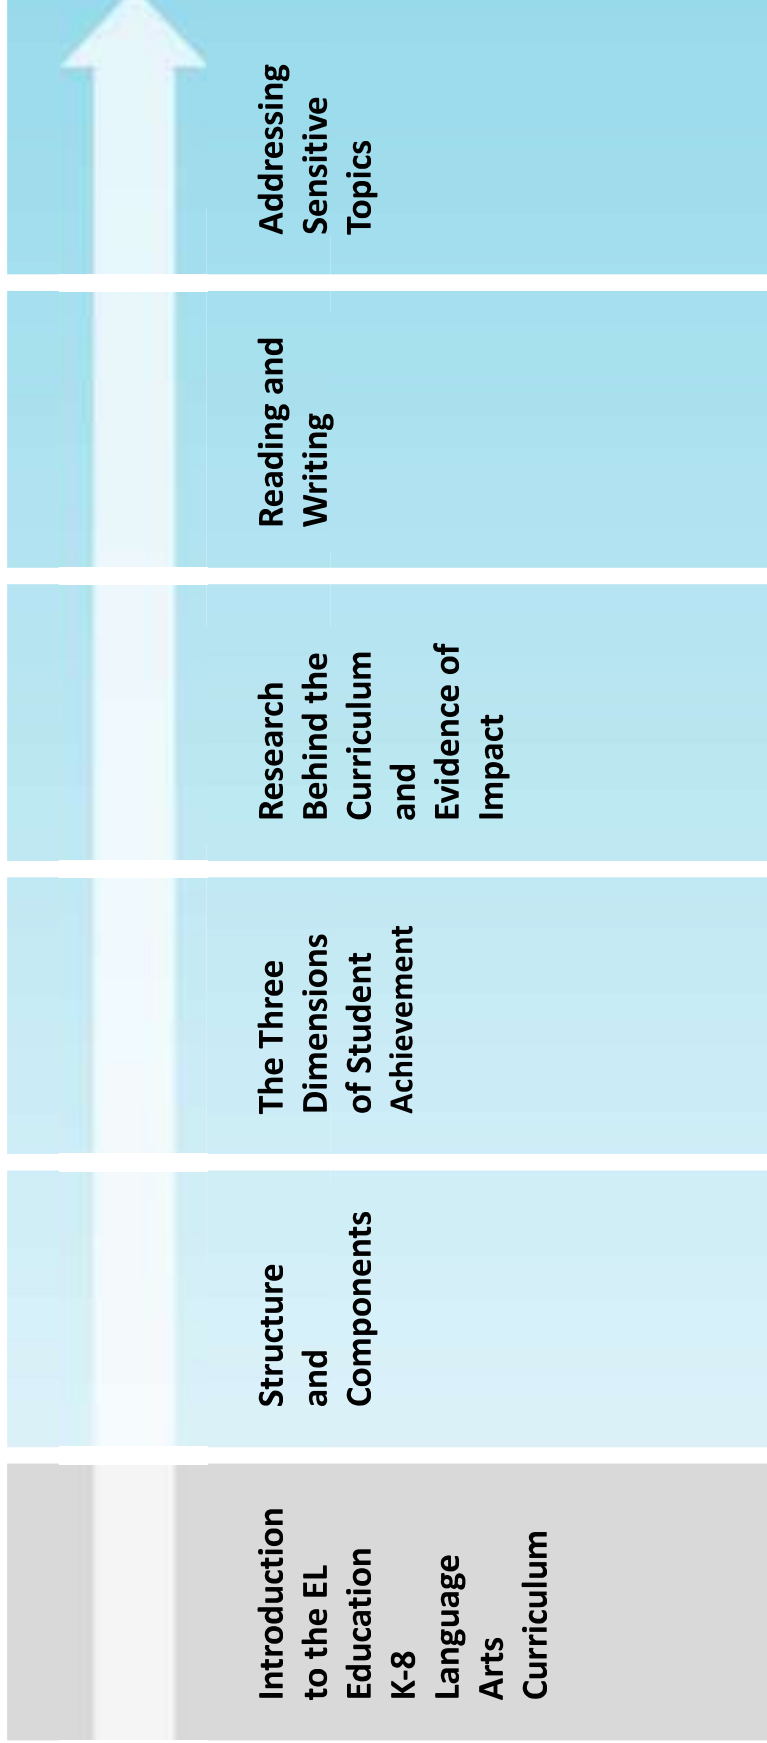 Introduction
to the EL
Education
K-8
Language
Arts
Curriculum
Structure
and
Components
The Three
Dimensions
of Student
Achievement
Research
Behind the
Curriculum
and
Evidence of
Impact
Reading and
Writing
Addressing
Sensitive
Topics